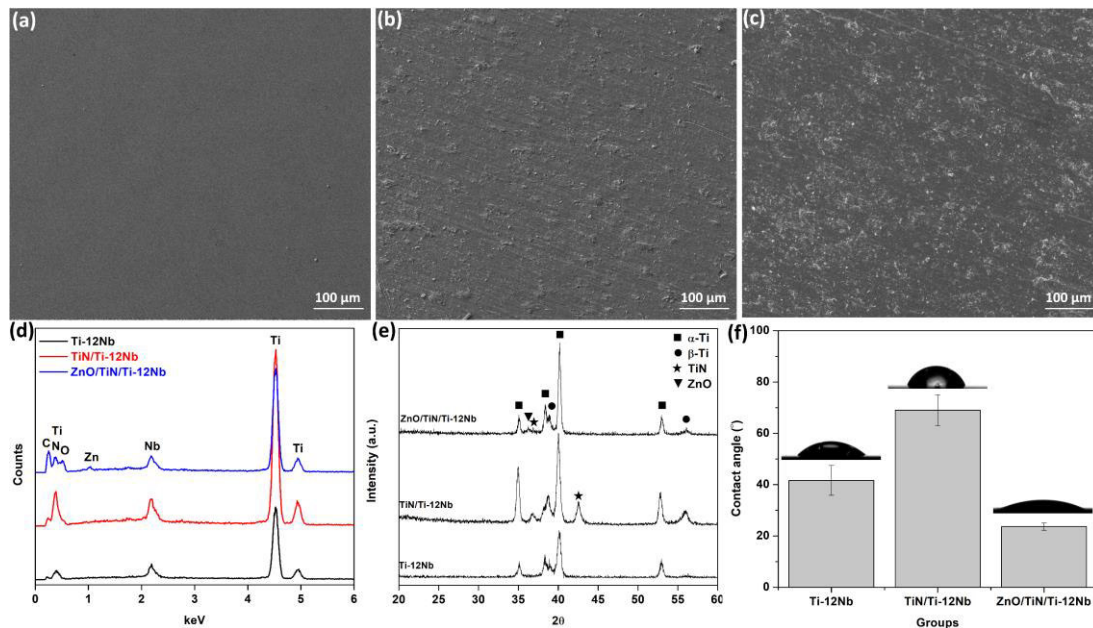 (a)
100 µm
(b)
100 µm
(c)
100 µm
(d)
Ti-12Nb
TiN/Ti-12Nb
ZnO/TiN/Ti-12Nb
Ti
Ti
C
N
O
Zn
Nb
Ti
Counts
0 2 4 6
keV
(e)
α-Ti
β-Ti
TiN
ZnO
ZnO/TiN/Ti-12Nb
TiN/Ti-12Nb
Ti-12Nb
Intensity (a.u.)
20 25 30 35 40 45 50 55 60
2θ
(f)
100
80
60
40
20
0
Contact angle (°)
Ti-12Nb TiN/Ti-12Nb ZnO/TiN/Ti-12Nb
Groups